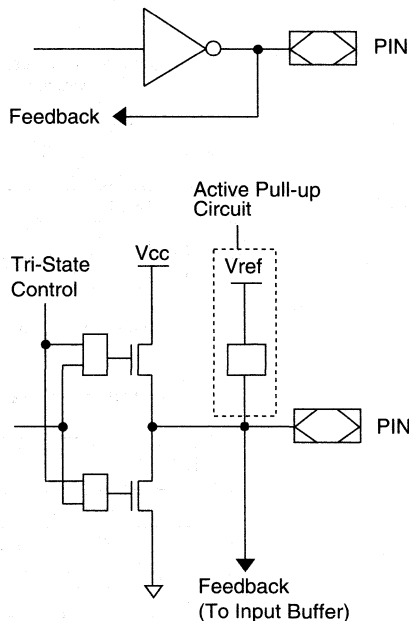 PIN
Feedback
Active Pull-up
Circuit
Vcc
Vref
Tri-State
Control
PIN
Feedback
(To Input Buffer)